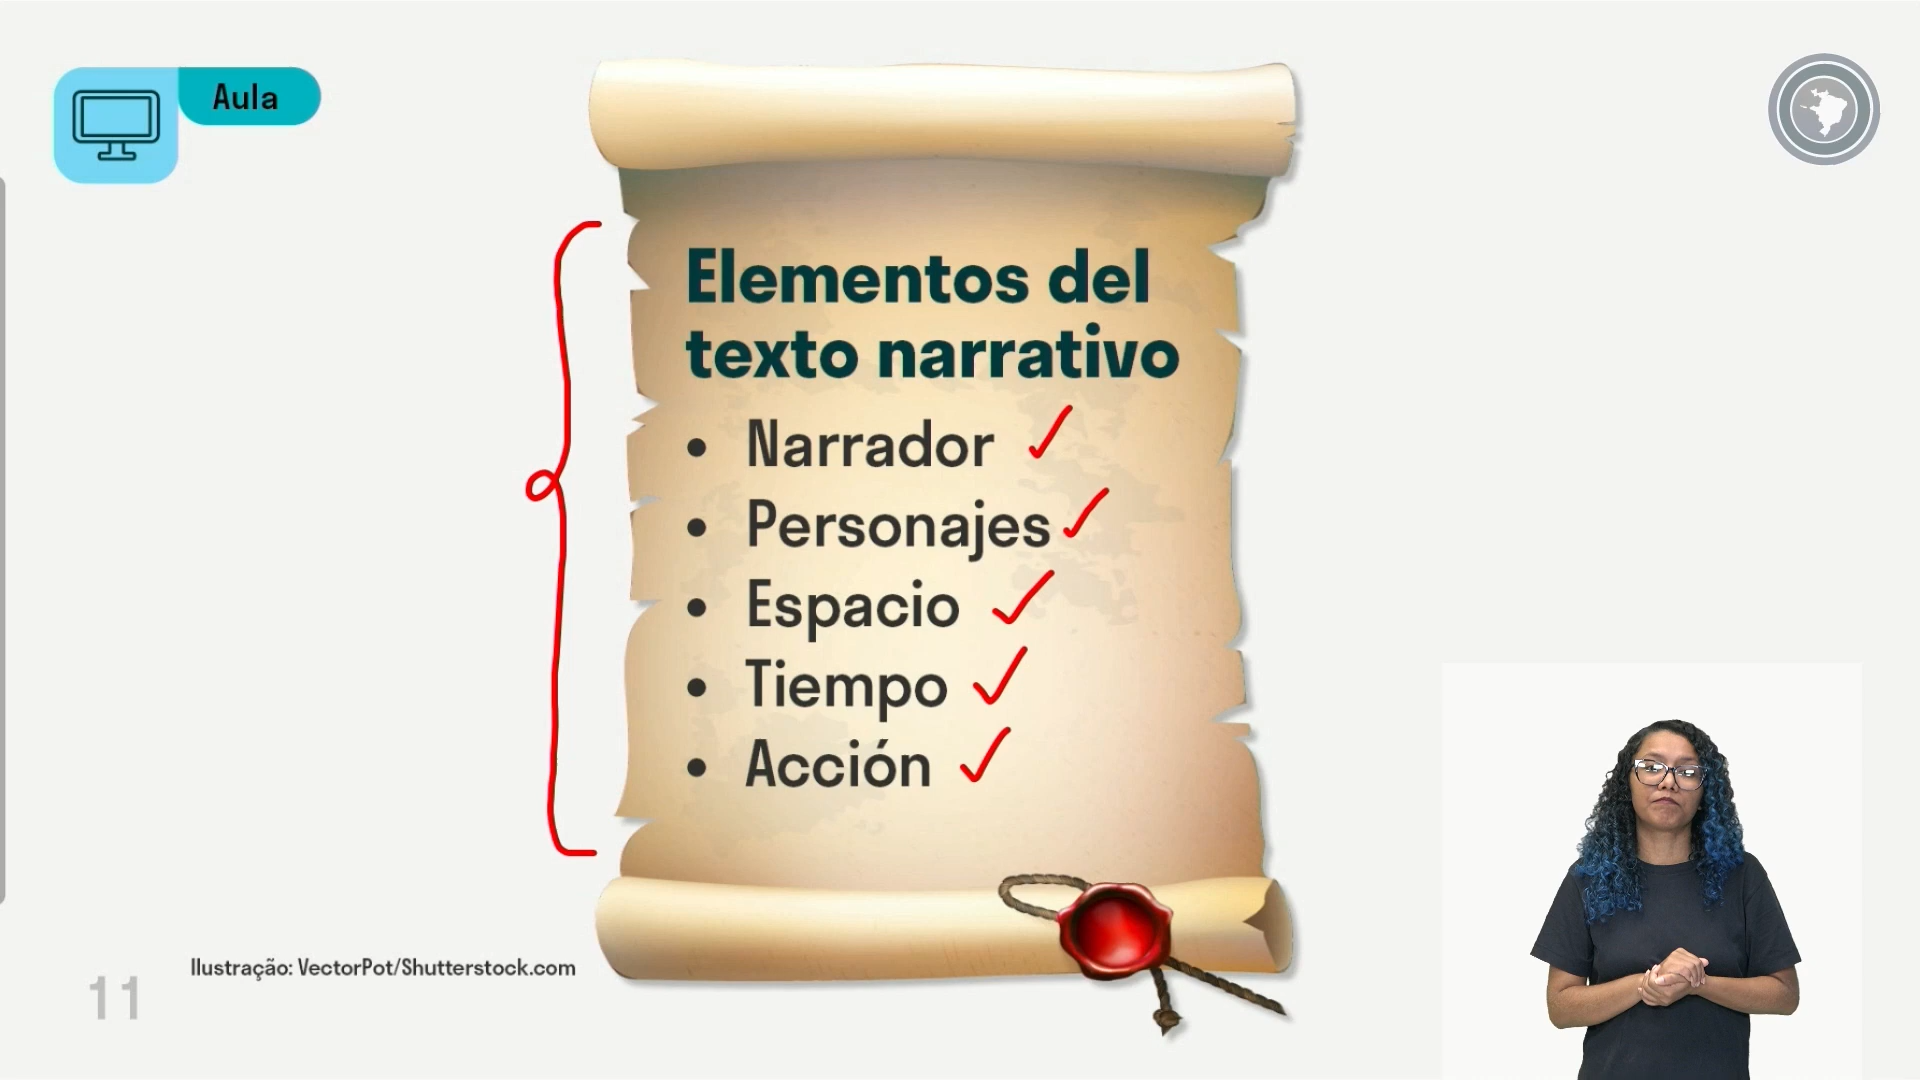 Aula
Elementos del
texto narrativo
• Narrador
• Personajes
• Espacio
• Tiempo
• Acción
Ilustração: VectorPot/Shutterstock.com
11